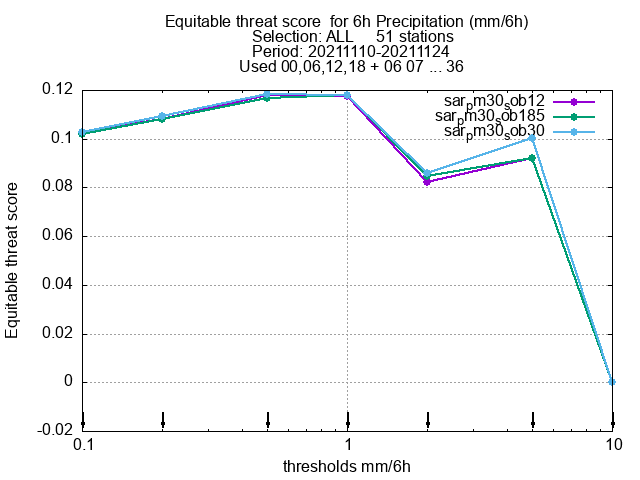 Equitable threat score  for 6h Precipitation (mm/6h)
Selection: ALL     51 stations
Period: 20211110-20211124
Used 00,06,12,18 + 06 07 ... 36
sarpm30sob12
sarpm30sob185
sarpm30sob30
0.12
0.1
0.08
0.06
0.04
0.02
0
-0.02
Equitable threat score
0.1
1
10
thresholds mm/6h